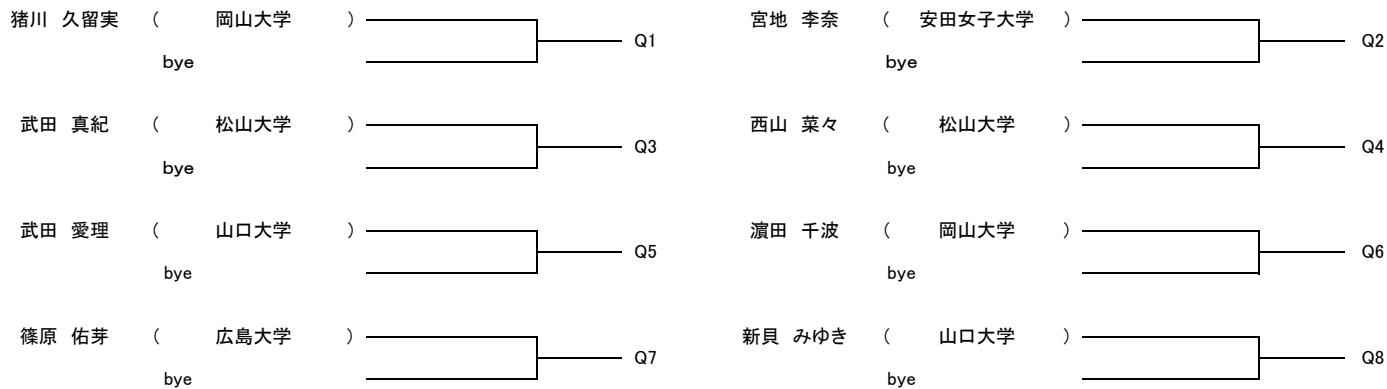 猪川 久留実 ( 岡山大学 ) Q1
bye
宮地 李奈 ( 安田女子大学 ) Q2
bye
武田 真紀 ( 松山大学 ) Q3
bye
西山 菜々 ( 松山大学 ) Q4
bye
武田 愛理 ( 山口大学 ) Q5
bye
濵田 千波 ( 岡山大学 ) Q6
bye
篠原 佑芽 ( 広島大学 ) Q7
bye
新貝 みゆき ( 山口大学 ) Q8
bye